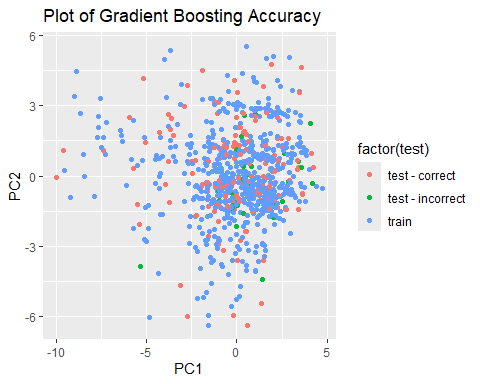 Plot of Gradient Boosting Accuracy
6
3
0
-3
-6
PC2
-10
-5
0
5
PC1
factor(test)
test - correct
test - incorrect
train